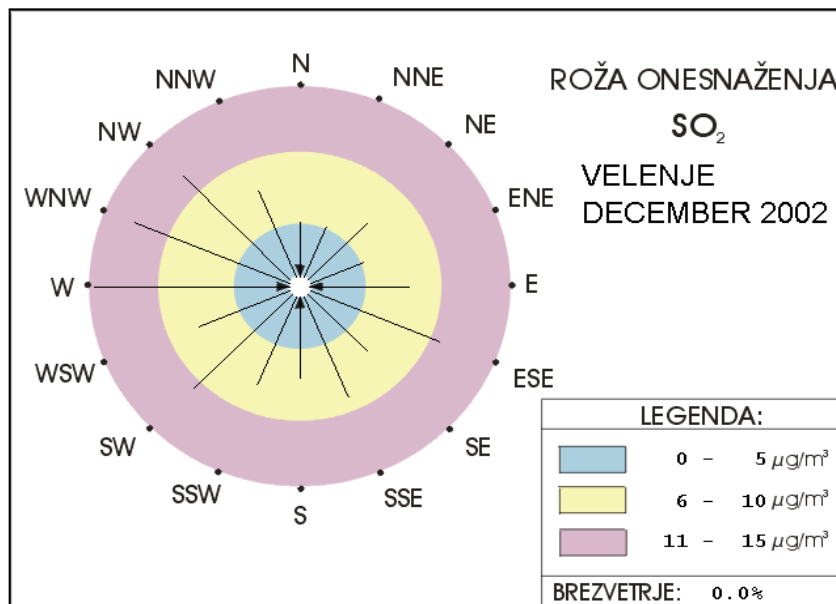 ROŽA ONESNAŽENJA
SO₂
VELENJE
DECEMBER 2002
N
NNE
NE
ENE
E
ESE
SE
SSE
S
SSW
SW
WSW
W
WNW
NW
NNW
LEGENDA:
0 - 5 µg/m³
6 - 10 µg/m³
11 - 15 µg/m³
BREZVETRJE: 0.0%